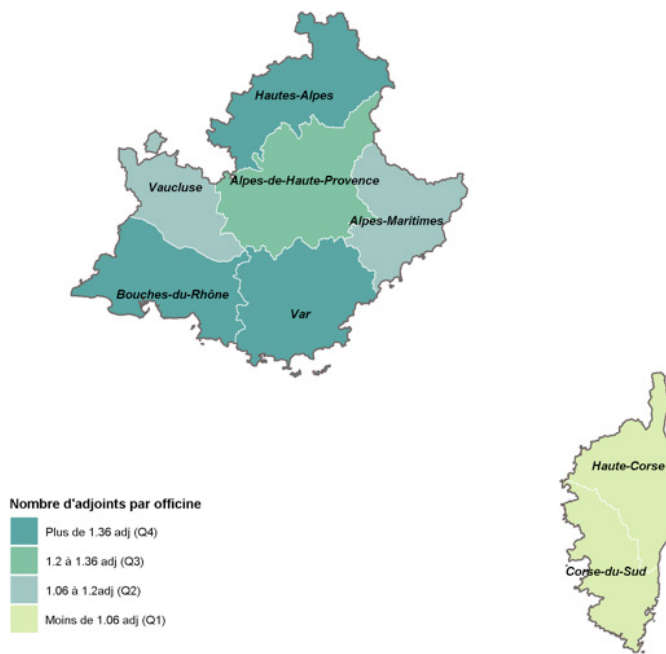 Hautes-Alpes
Alpes-de-Haute-Provence
Vaucluse
Alpes-Maritimes
Bouches-du-Rhône
Var
Haute-Corse
Corse-du-Sud
Nombre d'adjoints par officine
Plus de 1.36 adj (Q4)
1.2 à 1.36 adj (Q3)
1.06 à 1.2adj (Q2)
Moins de 1.06 adj (Q1)